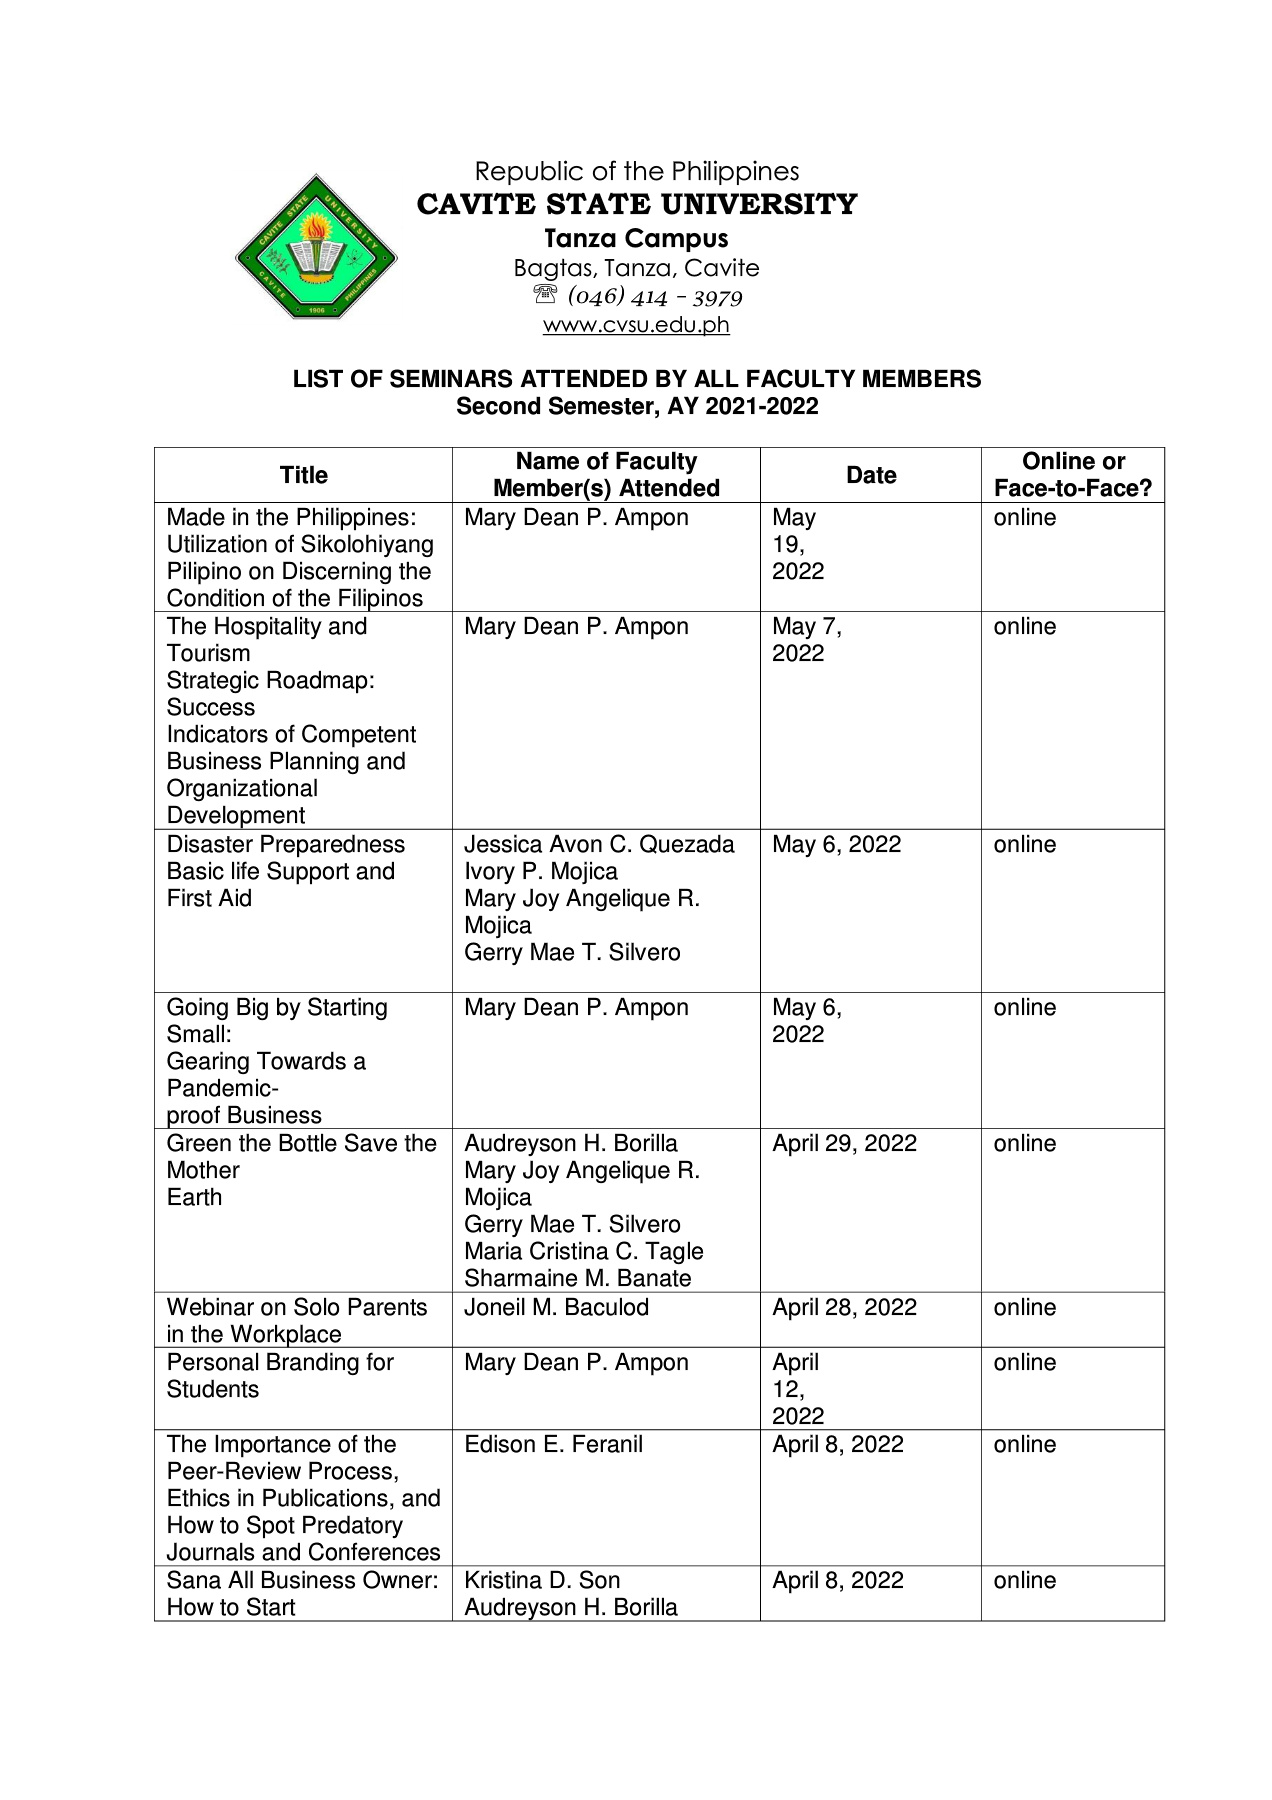 Republic of the Philippines
CAVITE STATE UNIVERSITY
Tanza Campus
Bagtas, Tanza, Cavite
☏ (046) 414 - 3979
www.cvsu.edu.ph
CAVITE STATE UNIVERSITY
CAVITE PHILIPPINES
1906
LIST OF SEMINARS ATTENDED BY ALL FACULTY MEMBERS
Second Semester, AY 2021-2022
Title
Name of Faculty
Member(s) Attended
Date
Online or
Face-to-Face?
Made in the Philippines:
Utilization of Sikolohiyang
Pilipino on Discerning the
Condition of the Filipinos
Mary Dean P. Ampon
May
19,
2022
online
The Hospitality and
Tourism
Strategic Roadmap:
Success
Indicators of Competent
Business Planning and
Organizational
Development
Mary Dean P. Ampon
May 7,
2022
online
Disaster Preparedness
Basic life Support and
First Aid
Jessica Avon C. Quezada
Ivory P. Mojica
Mary Joy Angelique R.
Mojica
Gerry Mae T. Silvero
May 6, 2022
online
Going Big by Starting
Small:
Gearing Towards a
Pandemic-
proof Business
Mary Dean P. Ampon
May 6,
2022
online
Green the Bottle Save the
Mother
Earth
Audreyson H. Borilla
Mary Joy Angelique R.
Mojica
Gerry Mae T. Silvero
Maria Cristina C. Tagle
Sharmaine M. Banate
April 29, 2022
online
Webinar on Solo Parents
in the Workplace
Joneil M. Baculod
April 28, 2022
online
Personal Branding for
Students
Mary Dean P. Ampon
April
12,
2022
online
The Importance of the
Peer-Review Process,
Ethics in Publications, and
How to Spot Predatory
Journals and Conferences
Edison E. Feranil
April 8, 2022
online
Sana All Business Owner:
How to Start
Kristina D. Son
Audreyson H. Borilla
April 8, 2022
online